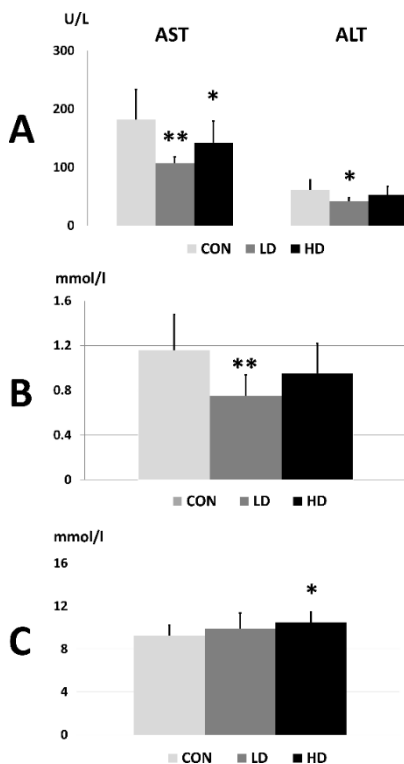 U/L
AST ALT
300
200
100
0
A
** * *
CON LD HD
mmol/l
1.6
1.2
0.8
0.4
0
B
**
CON LD HD
mmol/l
16
12
8
4
0
C
*
CON LD HD